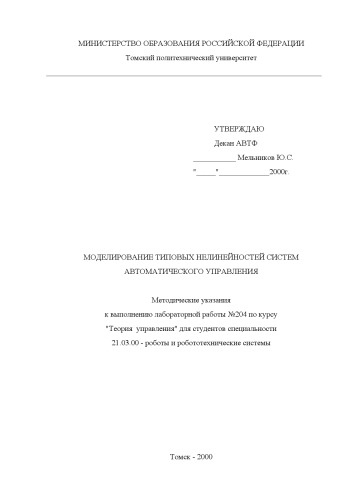 МИНИСТЕРСТВО ОБРАЗОВАНИЯ РОССИЙСКОЙ ФЕДЕРАЦИИ
Томский политехнический университет
УТВЕРЖДАЮ
Декан АВТФ
___________ Мельников Ю.С.
"_____"_____________2000г.
МОДЕЛИРОВАНИЕ ТИПОВЫХ НЕЛИНЕЙНОСТЕЙ СИСТЕМ
АВТОМАТИЧЕСКОГО УПРАВЛЕНИЯ
Методические указания
к выполнению лабораторной работы №204 по курсу
"Теория управления" для студентов специальности
21.03.00 - роботы и робототехнические системы
Томск - 2000